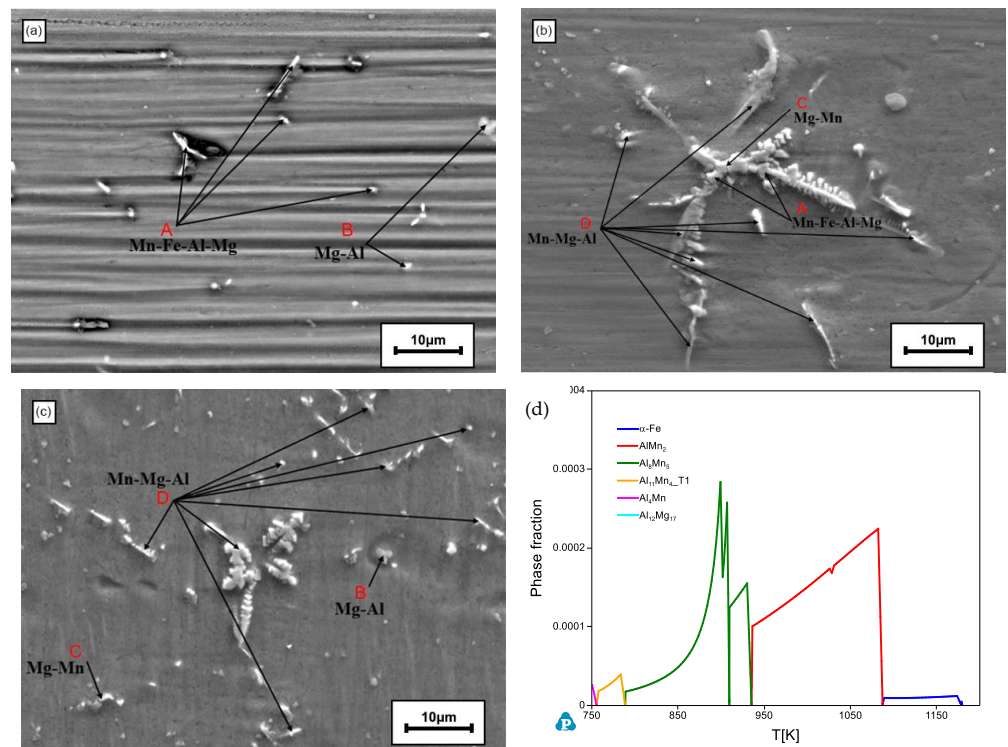 (a)
A
Mn-Fe-Al-Mg
B
Mg-Al
10μm
(b)
C
Mg-Mn
D
Mn-Mg-Al
A
Mn-Fe-Al-Mg
10μm
(c)
Mn-Mg-Al
D
B
Mg-Al
C
Mg-Mn
10μm
(d)
α-Fe
AlMn₂
Al₈Mn₅
Al₁₁Mn₄_T1
Al₄Mn
Al₁₂Mg₁₇
Phase fraction
0.0003
0.0002
0.0001
0
750
850
950
1050
1150
T[K]
P